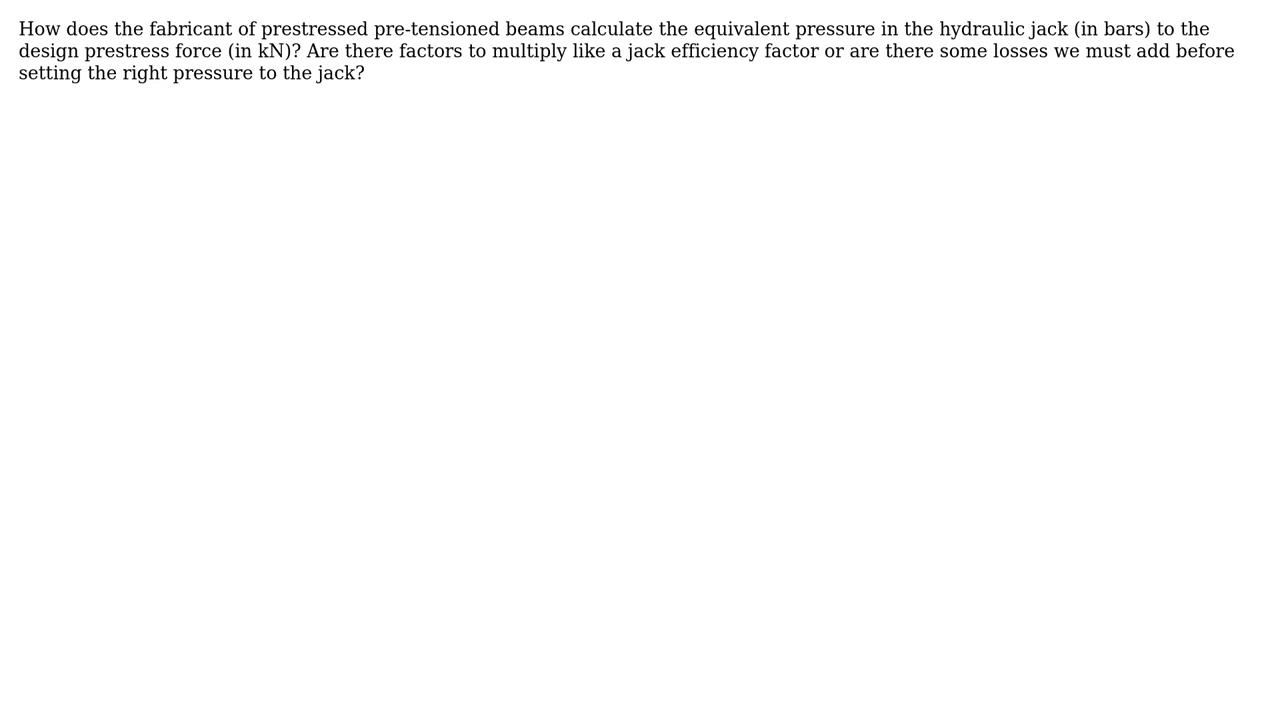 How does the fabricant of prestressed pre-tensioned beams calculate the equivalent pressure in the hydraulic jack (in bars) to the
design prestress force (in kN)? Are there factors to multiply like a jack efficiency factor or are there some losses we must add before
setting the right pressure to the jack?